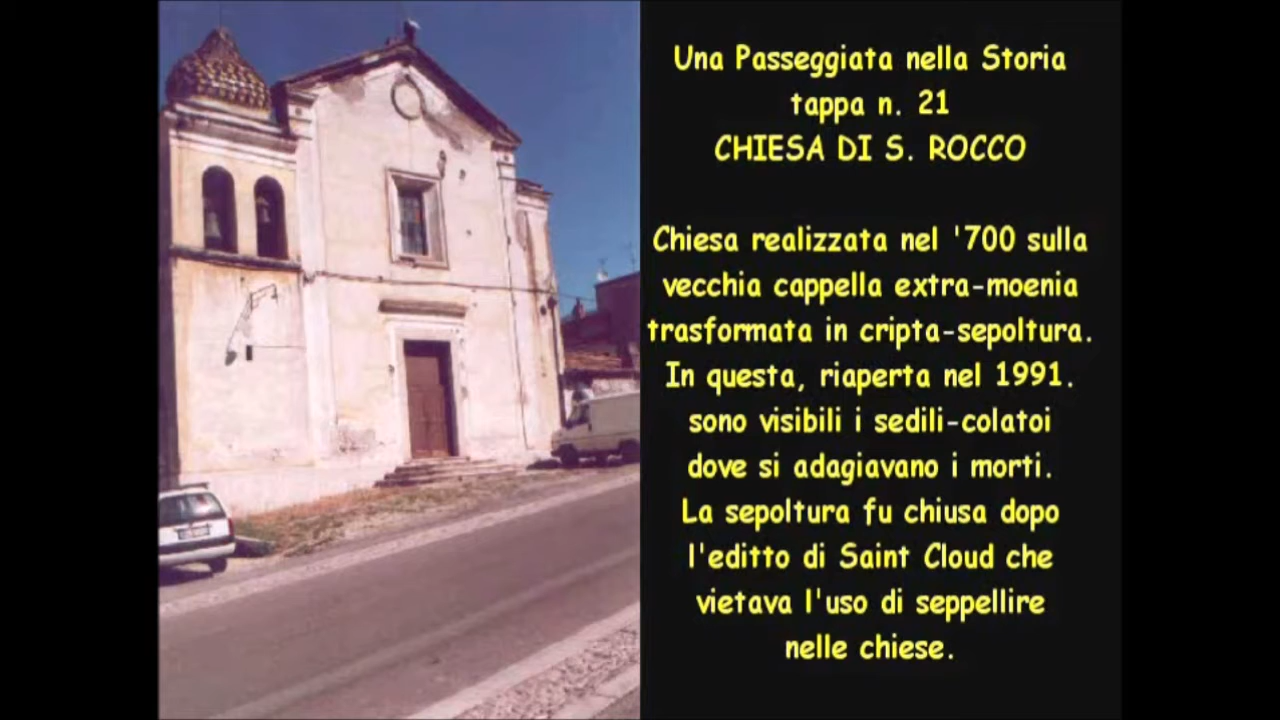 Una Passeggiata nella Storia
tappa n. 21
CHIESA DI S. ROCCO
Chiesa realizzata nel '700 sulla
vecchia cappella extra-moenia
trasformata in cripta-sepoltura.
In questa, riaperta nel 1991.
sono visibili i sedili-colatoi
dove si adagiavano i morti.
La sepoltura fu chiusa dopo
l'editto di Saint Cloud che
vietava l'uso di seppellire
nelle chiese.